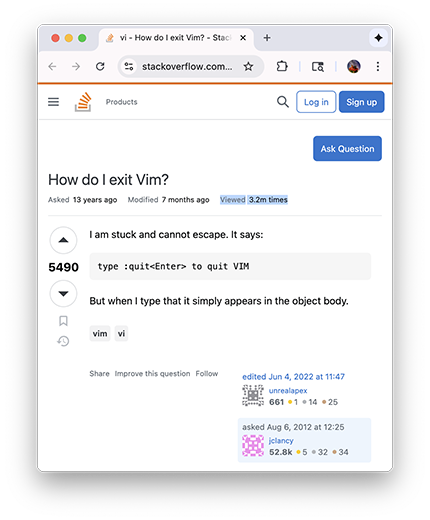 vi - How do I exit Vim? - Stac
stackoverflow.com...
Products
Log in
Sign up
Ask Question
How do I exit Vim?
Asked 13 years ago Modified 7 months ago Viewed 3.2m times
I am stuck and cannot escape. It says:
5490
type :quit<Enter> to quit VIM
But when I type that it simply appears in the object body.
vim vi
Share Improve this question Follow
edited Jun 4, 2022 at 11:47
unrealapex
661 1 14 25
asked Aug 6, 2012 at 12:25
jclancy
52.8k 5 32 34